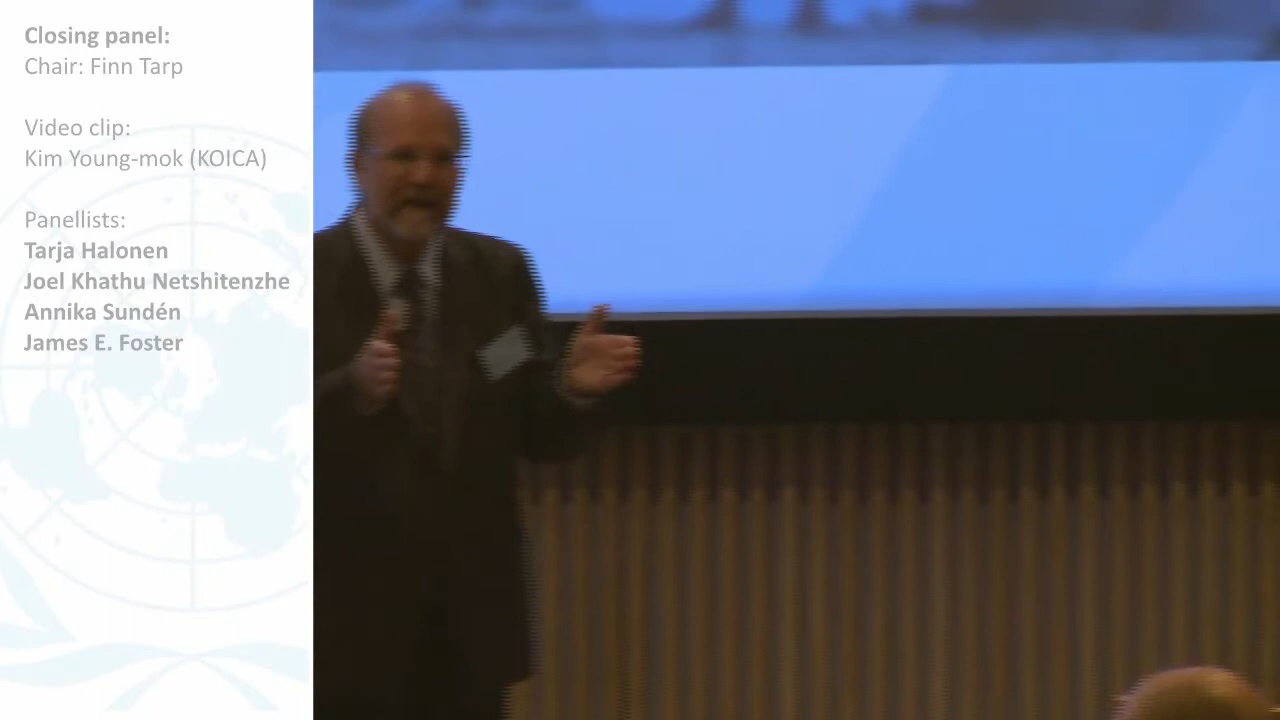 Closing panel:
Chair: Finn Tarp
Video clip:
Kim Young-mok (KOICA)
Panellists:
Tarja Halonen
Joel Khathu Netshitenzhe
Annika Sundén
James E. Foster